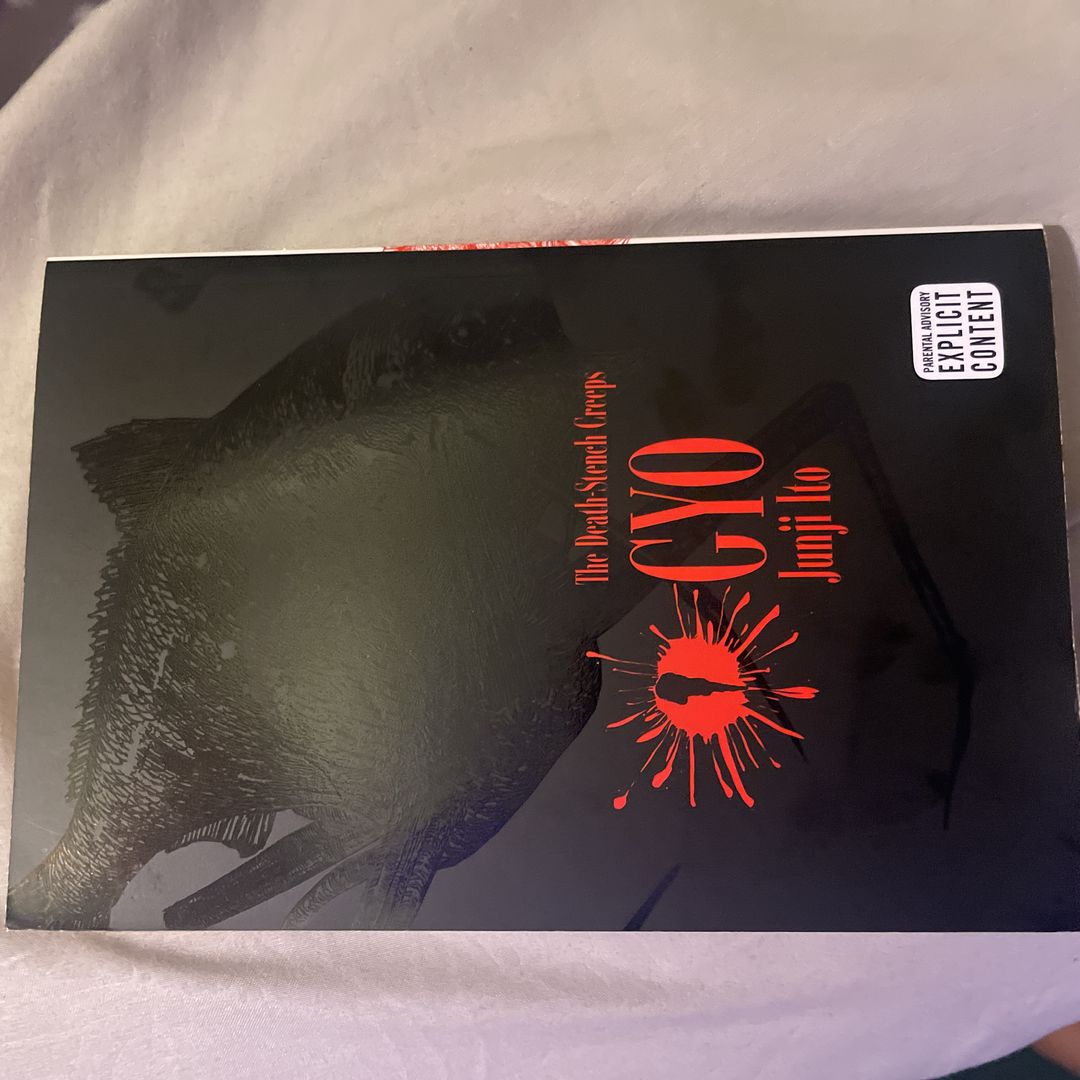 The Death-Stench Creeps
GYO
Junji Ito
PARENTAL ADVISORY
EXPLICIT
CONTENT